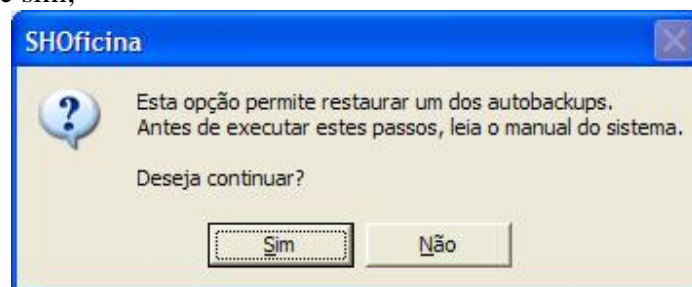 e sim,
SHOficina
Esta opção permite restaurar um dos autobackups.
Antes de executar estes passos, leia o manual do sistema.
Deseja continuar?
Sim
Não